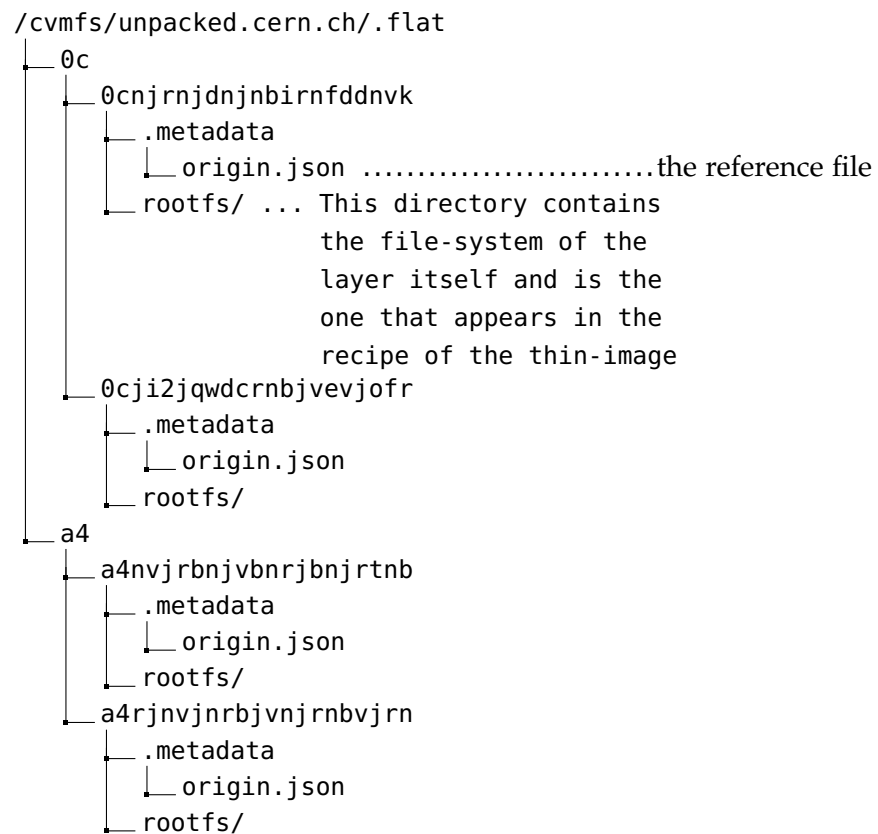 /cvmfs/unpacked.cern.ch/.flat
0c
0cnjrnjdnjnbirnfddnvk
.metadata
origin.json ...........................the reference file
rootfs/ ... This directory contains
the file-system of the
layer itself and is the
one that appears in the
recipe of the thin-image
0cji2jqwdcrnbjvevjofr
.metadata
origin.json
rootfs/
a4
a4nvjrbnjvbnrjbnjrtnb
.metadata
origin.json
rootfs/
a4rjnvjnrbjvnjrnbvjrn
.metadata
origin.json
rootfs/